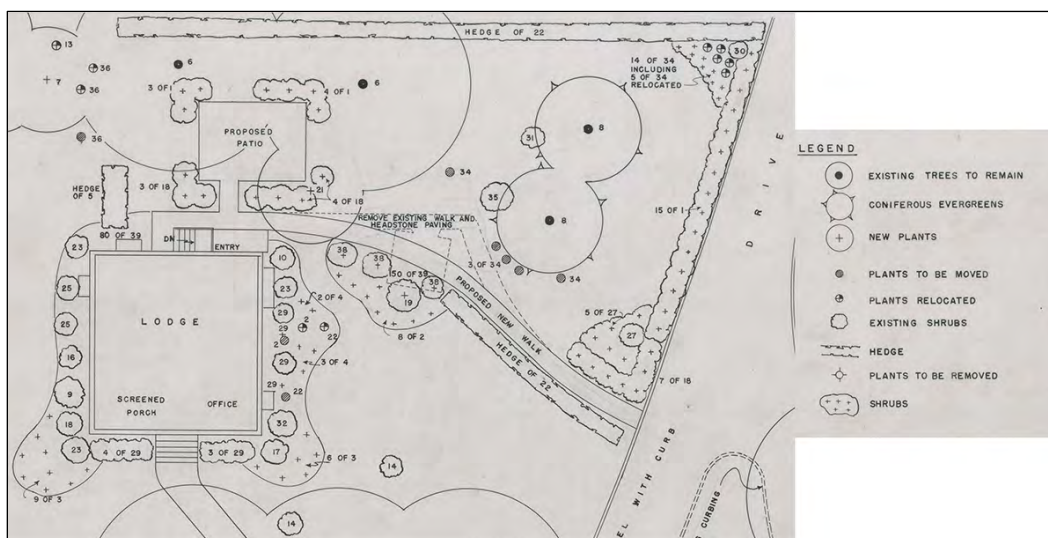 HEDGE OF 22
13
7
36
36
36
6
6
3 OF 1
4 OF 1
PROPOSED
PATIO
14 OF 34
INCLUDING
5 OF 34
RELOCATED
30
31
8
8
34
35
3 OF 34
34
15 OF 1
DRIVE
HEDGE
OF 5
3 OF 18
21
4 OF 18
REMOVE EXISTING WALK AND
HEADSTONE PAVING
80 OF 39
DN
ENTRY
23
25
25
16
9
18
23
LODGE
SCREENED
PORCH
OFFICE
10
23
29
29
2 OF 4
2
2
22
29
3 OF 4
29
22
32
17
4 OF 29
3 OF 29
6 OF 3
9 OF 3
38
38
50 OF 39
38
19
8 OF 2
PROPOSED NEW
WALK
HEDGE OF 22
5 OF 27
27
7 OF 18
14
14
EL WITH CURB
CURBING
LEGEND
EXISTING TREES TO REMAIN
CONIFEROUS EVERGREENS
NEW PLANTS
PLANTS TO BE MOVED
PLANTS RELOCATED
EXISTING SHRUBS
HEDGE
PLANTS TO BE REMOVED
SHRUBS